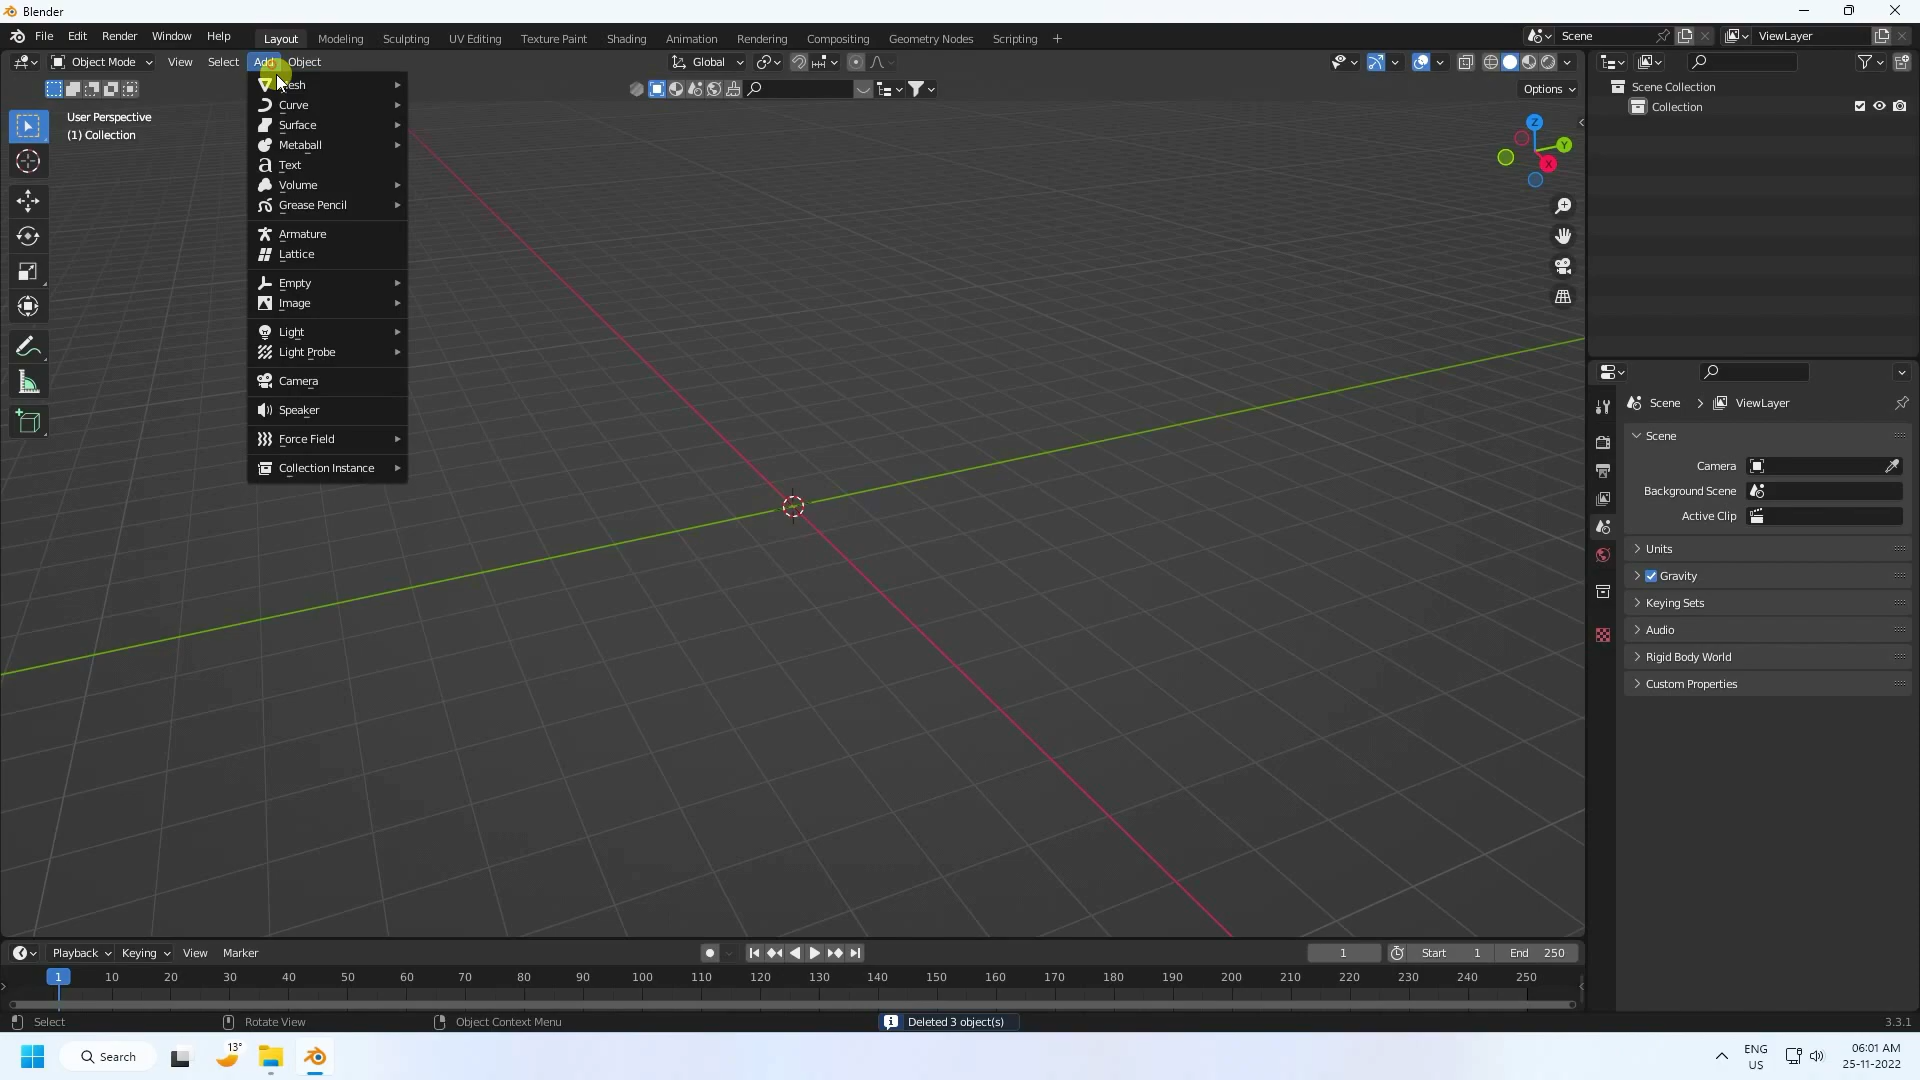 Blender
File Edit Render Window Help Layout Modeling Sculpting UV Editing Texture Paint Shading Animation Rendering Compositing Geometry Nodes Scripting + Scene ViewLayer
Object Mode View Select Add Object Global
Options
User Perspective
(1) Collection
Curve
Surface
Metaball
Text
Volume
Grease Pencil
Armature
Lattice
Empty
Image
Light
Light Probe
Camera
Speaker
Force Field
Collection Instance
Z
Y
X
Scene Collection
Collection
Scene ViewLayer
Scene
Camera
Background Scene
Active Clip
Units
Gravity
Keying Sets
Audio
Rigid Body World
Custom Properties
Playback Keying View Marker 1 Start 1 End 250
1 10 20 30 40 50 60 70 80 90 100 110 120 130 140 150 160 170 180 190 200 210 220 230 240 250
Select Rotate View Object Context Menu Deleted 3 object(s) 3.3.1
Search 13° ENG US 06:01 AM 25-11-2022